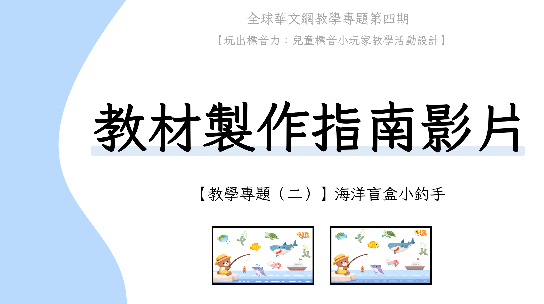 全球華文網教學專題第四期
【玩出標音力：兒童標音小玩家教學活動設計】
教材製作指南影片
【教學專題（二）】海洋盲盒小釣手